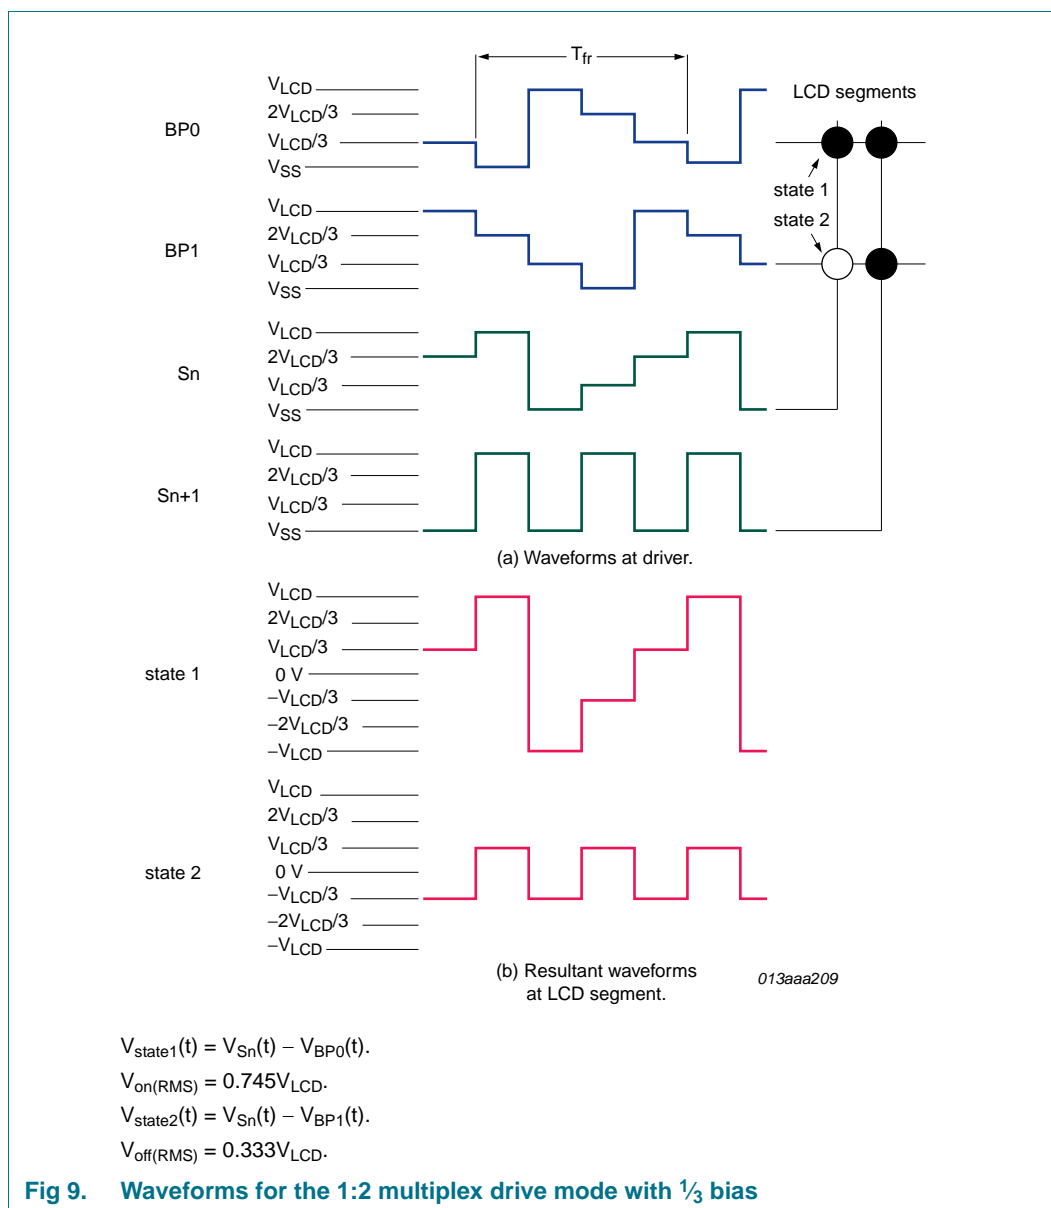 Tfr
BP0
VLCD
2VLCD/3
VLCD/3
VSS
LCD segments
state 1
BP1
VLCD
2VLCD/3
VLCD/3
VSS
state 2
Sn
VLCD
2VLCD/3
VLCD/3
VSS
Sn+1
VLCD
2VLCD/3
VLCD/3
VSS
(a) Waveforms at driver.
state 1
VLCD
2VLCD/3
VLCD/3
0 V
−VLCD/3
−2VLCD/3
−VLCD
state 2
VLCD
2VLCD/3
VLCD/3
0 V
−VLCD/3
−2VLCD/3
−VLCD
(b) Resultant waveforms
at LCD segment.
013aaa209
Vstate1(t) = VSn(t) − VBP0(t).
Von(RMS) = 0.745VLCD.
Vstate2(t) = VSn(t) − VBP1(t).
Voff(RMS) = 0.333VLCD.
Fig 9. Waveforms for the 1:2 multiplex drive mode with 1⁄3 bias